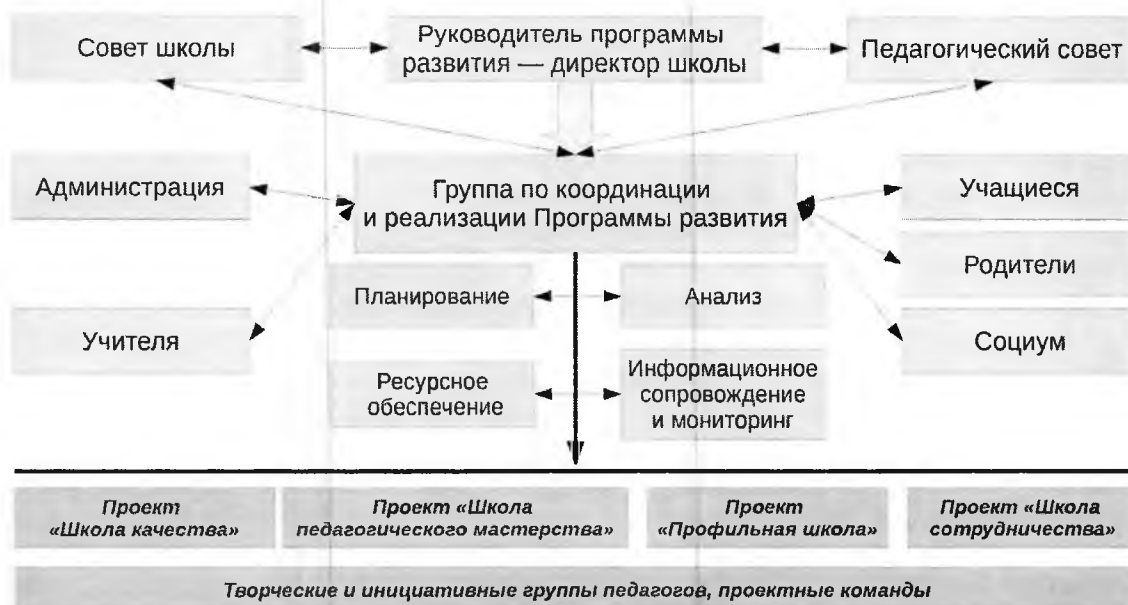 Совет школы
Руководитель программы
развития — директор школы
Педагогический совет
Администрация
Группа по координации
и реализации Программы развития
Учащиеся
Родители
Учителя
Планирование
Анализ
Социум
Ресурсное
обеспечение
Информационное
сопровождение
и мониторинг
Проект
«Школа качества»
Проект «Школа
педагогического мастерства»
Проект
«Профильная школа»
Проект «Школа
сотрудничества»
Творческие и инициативные группы педагогов, проектные команды